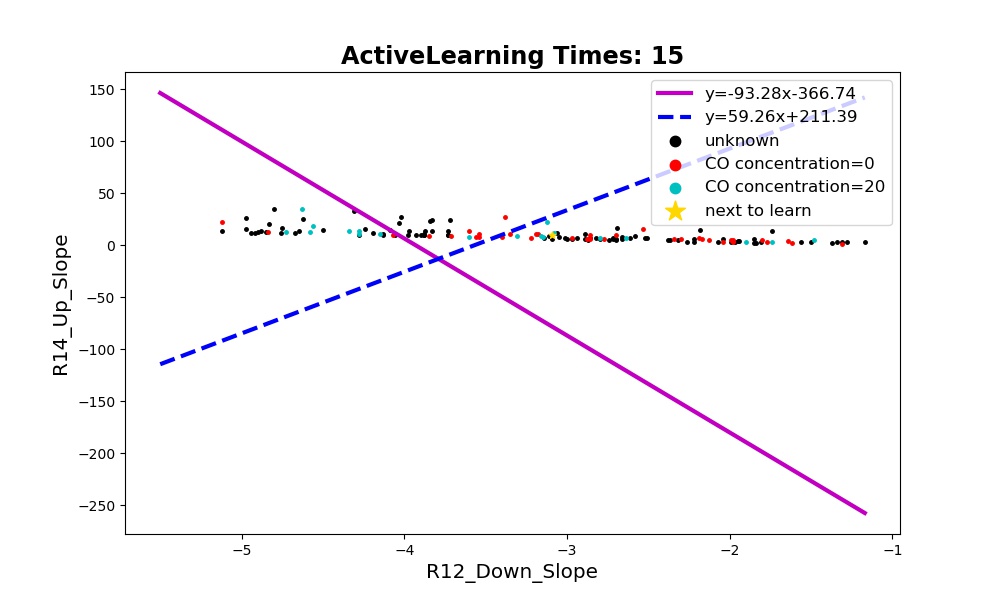 ActiveLearning Times: 15
y=-93.28x-366.74
y=59.26x+211.39
unknown
CO concentration=0
CO concentration=20
next to learn
R14_Up_Slope
150
100
50
0
−50
−100
−150
−200
−250
−5
−4
−3
−2
−1
R12_Down_Slope